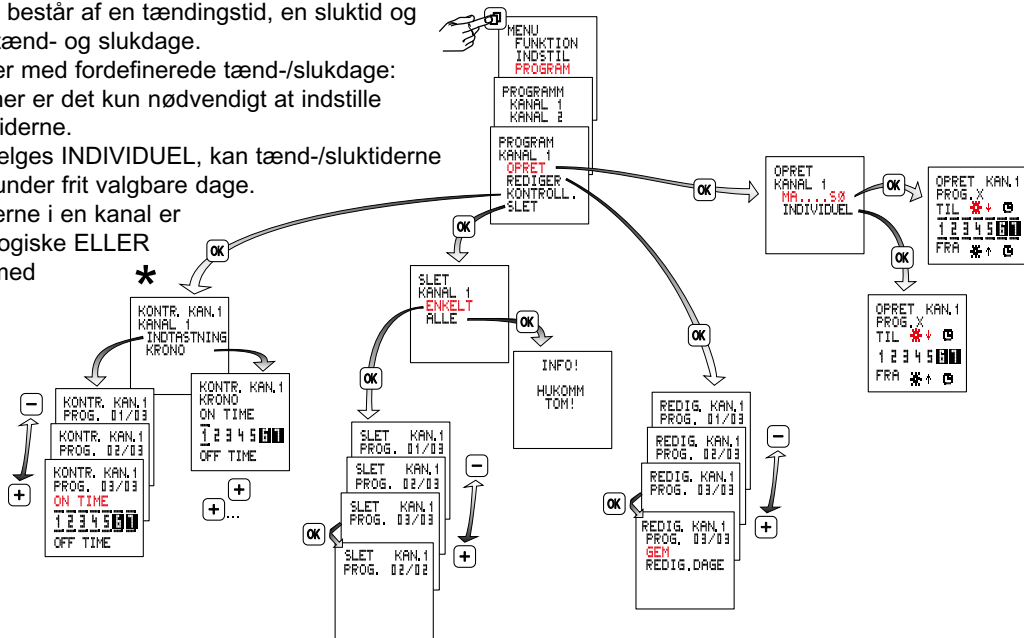 består af en tændingstid, en sluktid og
tænd- og slukdage.
er med fordefinerede tænd-/slukdage:
ner er det kun nødvendigt at indstille
iderne.
elges INDIVIDUEL, kan tænd-/sluktiderne
under frit valgbare dage.
erne i en kanal er
ogiske ELLER
ned
*
MENU
FUNKTION
INDSTIL
PROGRAM
PROGRAMM
KANAL 1
KANAL 2
PROGRAM
KANAL 1
OPRET
REDIGER
KONTROLL.
SLET
OK
OK
OK
OPRET
KANAL 1
MA....SØ
INDIVIDUEL
OK
OK
OPRET KAN.1
PROG.X
TIL
1 2 3 4 5 6 7
FRA
OPRET KAN.1
PROG.X
TIL
1 2 3 4 5 6 7
FRA
KONTR. KAN.1
KANAL 1
INDTASTNING
KRONO
KONTR. KAN.1
PROG. 01/03
KONTR. KAN.1
PROG. 02/03
KONTR. KAN.1
PROG. 03/03
ON TIME
1 2 3 4 5 6 7
OFF TIME
−
+
KONTR. KAN.1
KRONO
ON TIME
1 2 3 4 5 6 7
OFF TIME
+
+...
SLET
KANAL 1
ENKELT
ALLE
OK
OK
INFO!
HUKOMM
TOM!
SLET KAN.1
PROG. 01/03
SLET KAN.1
PROG. 02/03
SLET KAN.1
PROG. 03/03
OK
SLET KAN.1
PROG. 02/02
−
+
OK
REDIG. KAN.1
PROG. 01/03
REDIG. KAN.1
PROG. 02/03
REDIG. KAN.1
PROG. 03/03
OK
REDIG. KAN.1
PROG. 03/03
GEM
REDIG.DAGE
−
+